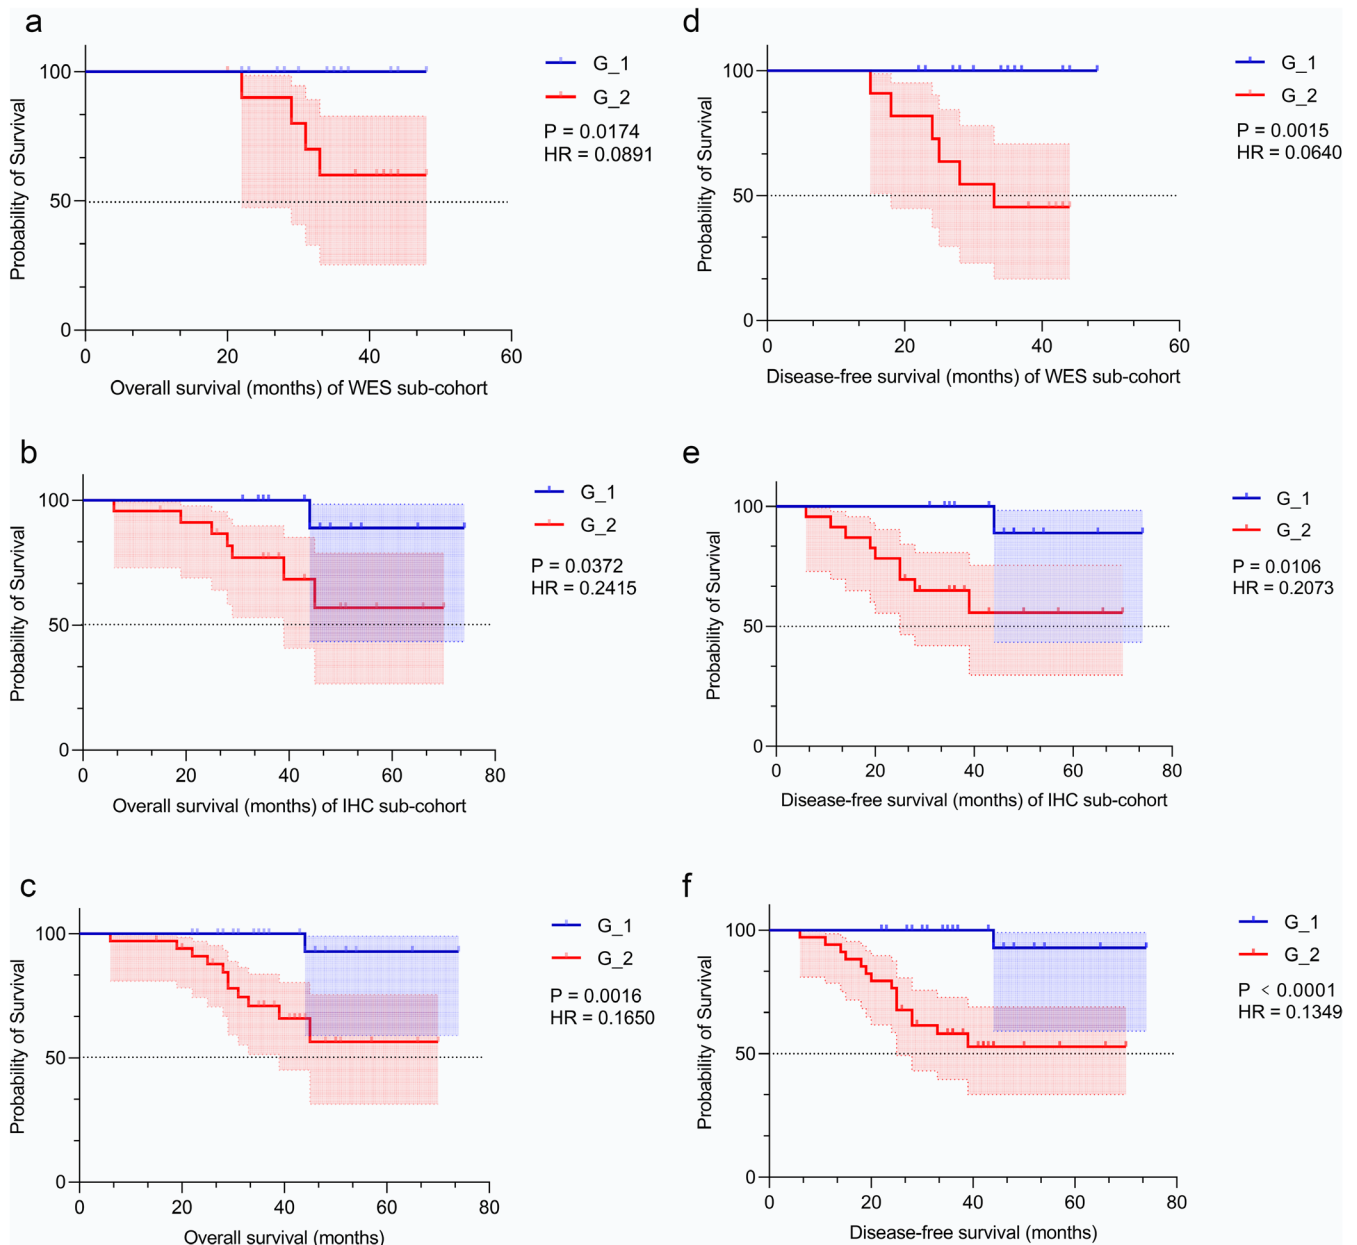 a
Probability of Survival
100
50
0
0 20 40 60
Overall survival (months) of WES sub-cohort
G_1
G_2
P = 0.0174
HR = 0.0891
d
Probability of Survival
100
50
0
0 20 40 60
Disease-free survival (months) of WES sub-cohort
G_1
G_2
P = 0.0015
HR = 0.0640
b
Probability of Survival
100
50
0
0 20 40 60 80
Overall survival (months) of IHC sub-cohort
G_1
G_2
P = 0.0372
HR = 0.2415
e
Probability of Survival
100
50
0
0 20 40 60 80
Disease-free survival (months) of IHC sub-cohort
G_1
G_2
P = 0.0106
HR = 0.2073
c
Probability of Survival
100
50
0
0 20 40 60 80
Overall survival (months)
G_1
G_2
P = 0.0016
HR = 0.1650
f
Probability of Survival
100
50
0
0 20 40 60 80
Disease-free survival (months)
G_1
G_2
P < 0.0001
HR = 0.1349